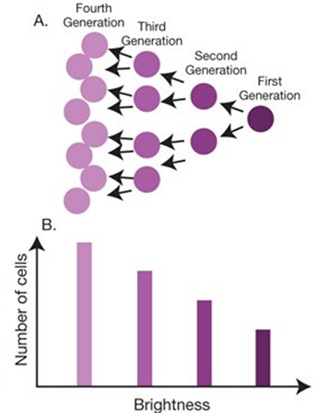 A.
Fourth
Generation
Third
Generation
Second
Generation
First
Generation
B.
Number of cells
Brightness